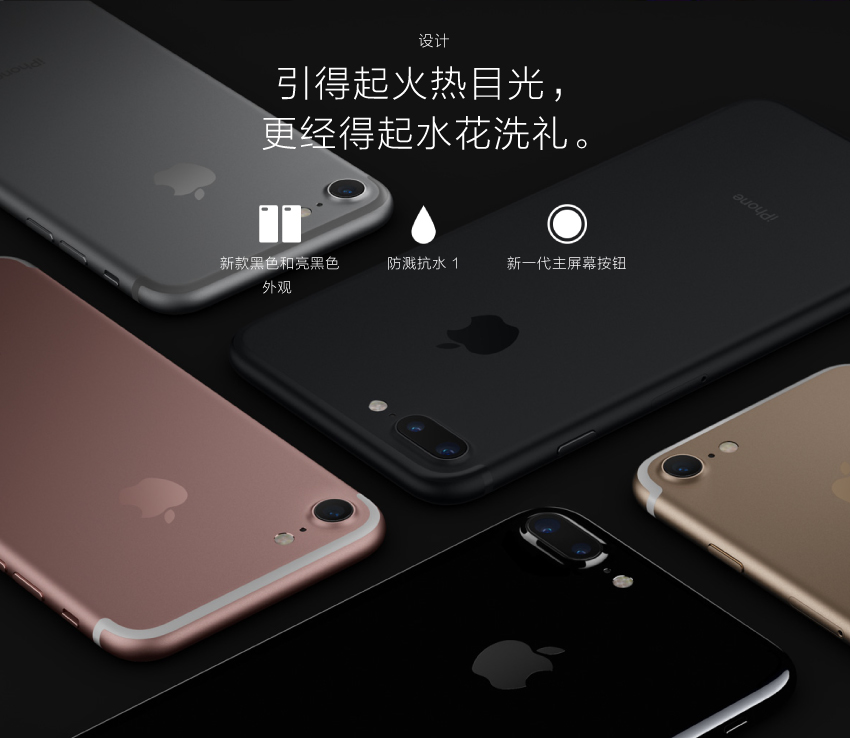 设计
引得起火热目光，
更经得起水花洗礼。
新款黑色和亮黑色
外观
防溅抗水 1
新一代主屏幕按钮
iPhone
iPhone